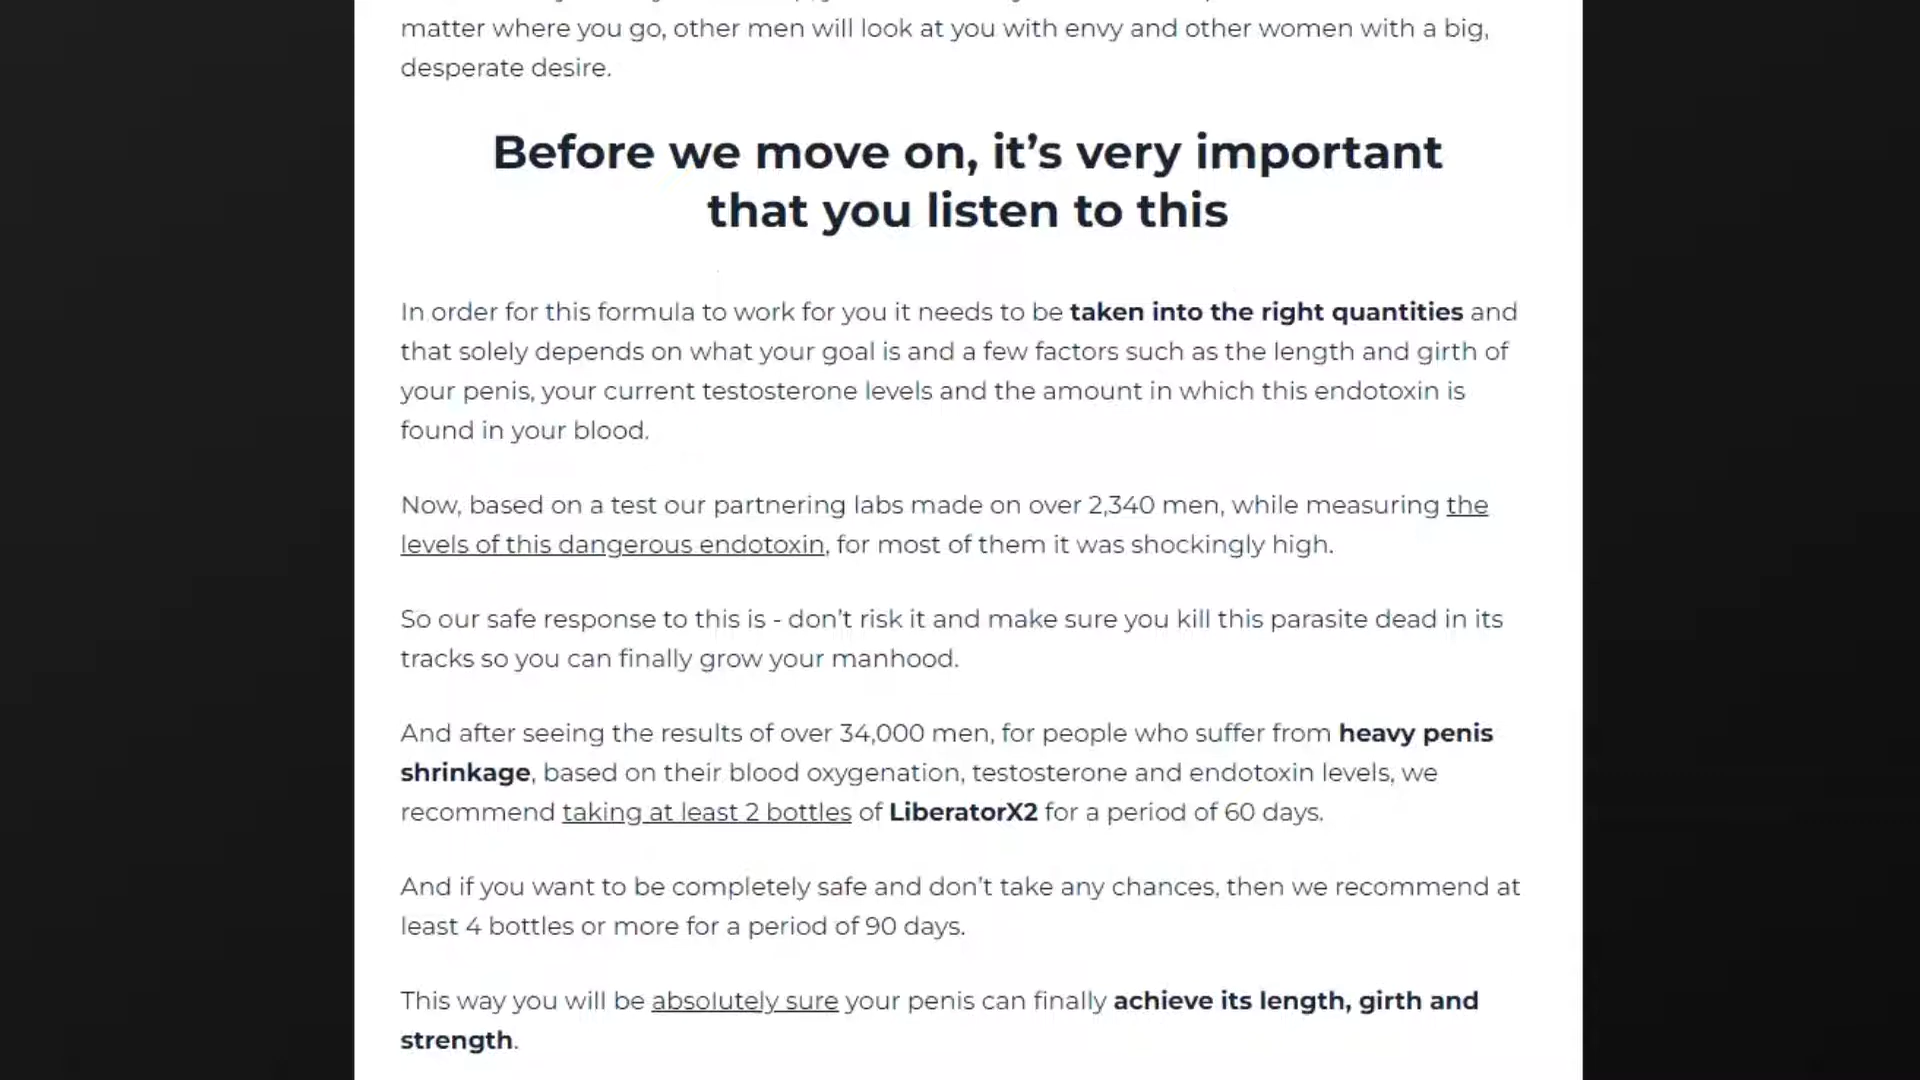 matter where you go, other men will look at you with envy and other women with a big,
desperate desire.
Before we move on, it’s very important
that you listen to this
In order for this formula to work for you it needs to be taken into the right quantities and
that solely depends on what your goal is and a few factors such as the length and girth of
your penis, your current testosterone levels and the amount in which this endotoxin is
found in your blood.
Now, based on a test our partnering labs made on over 2,340 men, while measuring the
levels of this dangerous endotoxin, for most of them it was shockingly high.
So our safe response to this is - don’t risk it and make sure you kill this parasite dead in its
tracks so you can finally grow your manhood.
And after seeing the results of over 34,000 men, for people who suffer from heavy penis
shrinkage, based on their blood oxygenation, testosterone and endotoxin levels, we
recommend taking at least 2 bottles of LiberatorX2 for a period of 60 days.
And if you want to be completely safe and don’t take any chances, then we recommend at
least 4 bottles or more for a period of 90 days.
This way you will be absolutely sure your penis can finally achieve its length, girth and
strength.